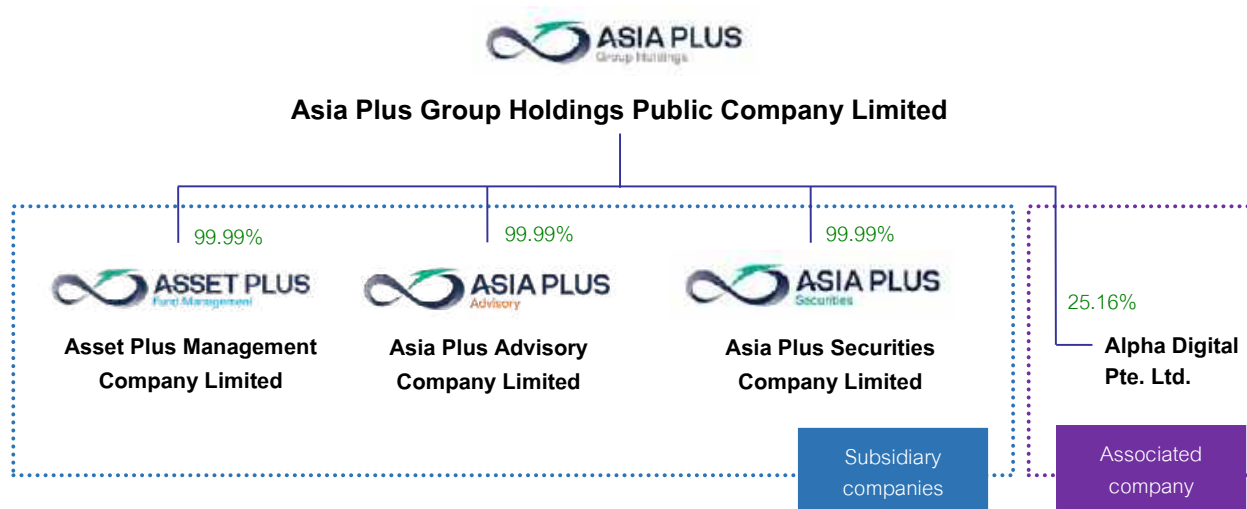 ASIA PLUS
Group Holdings
Asia Plus Group Holdings Public Company Limited
99.99%
99.99%
99.99%
ASSET PLUS
Fund Management
ASIA PLUS
Advisory
ASIA PLUS
Securities
25.16%
Asset Plus Management
Company Limited
Asia Plus Advisory
Company Limited
Asia Plus Securities
Company Limited
Alpha Digital
Pte. Ltd.
Subsidiary
companies
Associated
company